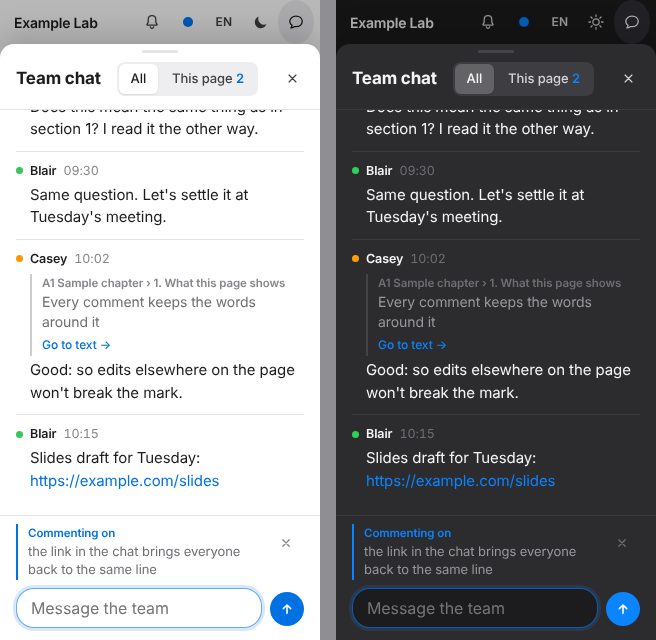 Example Lab EN
Team chat All This page 2
Does this mean the same thing as in
section 1? I read it the other way.
Blair 09:30
Same question. Let's settle it at
Tuesday's meeting.
Casey 10:02
A1 Sample chapter › 1. What this page shows
Every comment keeps the words
around it
Go to text →
Good: so edits elsewhere on the page
won't break the mark.
Blair 10:15
Slides draft for Tuesday:
https://example.com/slides
Commenting on
the link in the chat brings everyone
back to the same line
Message the team
Example Lab EN
Team chat All This page 2
Does this mean the same thing as in
section 1? I read it the other way.
Blair 09:30
Same question. Let's settle it at
Tuesday's meeting.
Casey 10:02
A1 Sample chapter › 1. What this page shows
Every comment keeps the words
around it
Go to text →
Good: so edits elsewhere on the page
won't break the mark.
Blair 10:15
Slides draft for Tuesday:
https://example.com/slides
Commenting on
the link in the chat brings everyone
back to the same line
Message the team